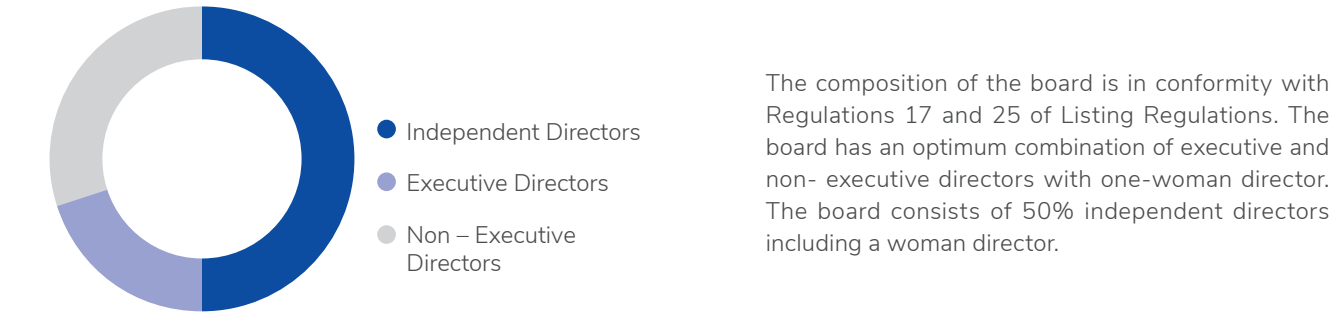 Independent Directors
Executive Directors
Non – Executive
Directors
The composition of the board is in conformity with
Regulations 17 and 25 of Listing Regulations. The
board has an optimum combination of executive and
non- executive directors with one-woman director.
The board consists of 50% independent directors
including a woman director.